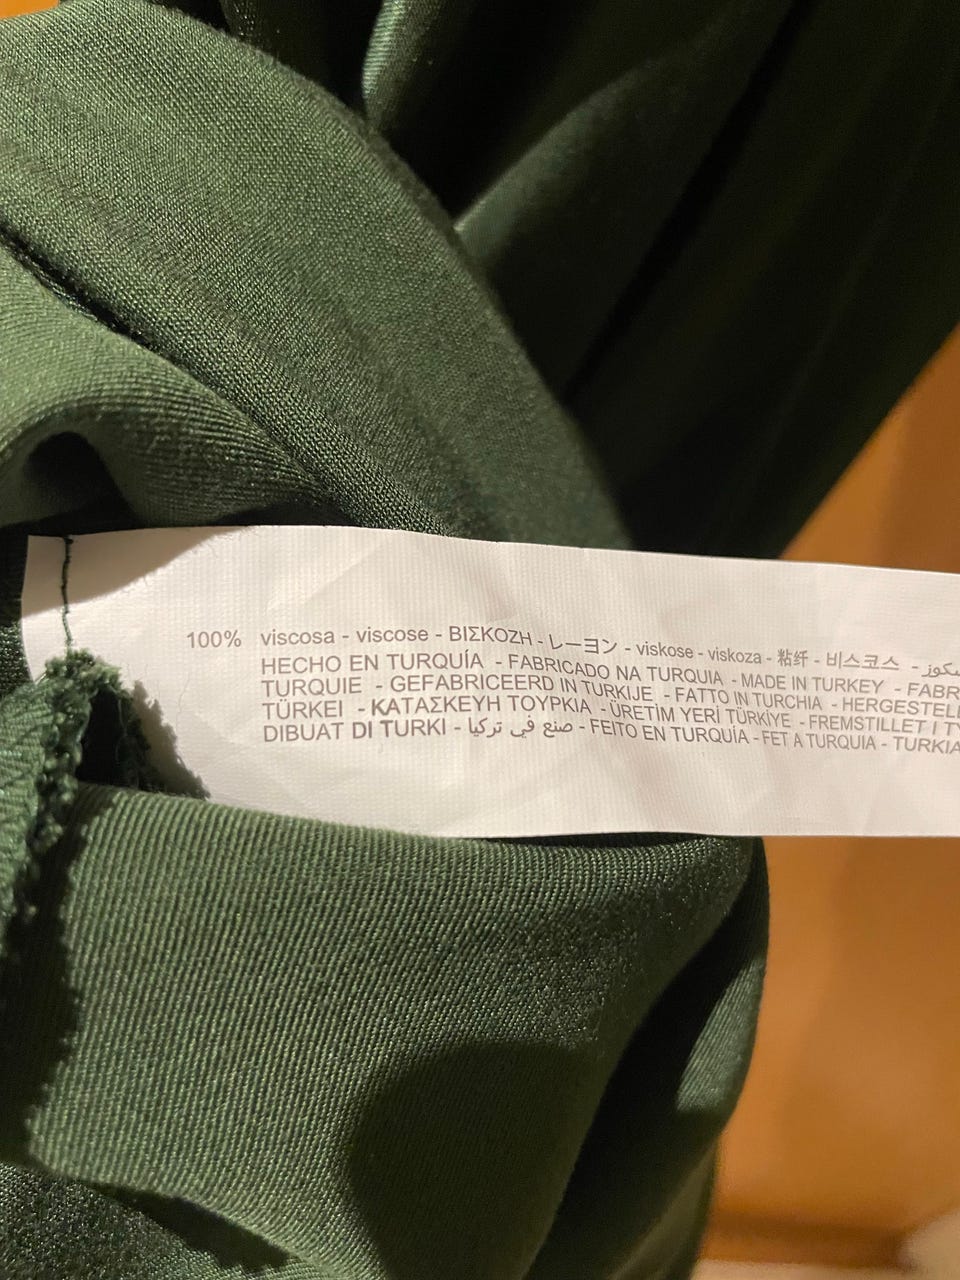 100% viscosa - viscose - ΒΙΣΚΟΖΗ - レーヨン - viskose - viskoza - 粘纤 - 비스코스 -
HECHO EN TURQUÍA - FABRICADO NA TURQUIA - MADE IN TURKEY - FABR
TURQUIE - GEFABRICEERD IN TURKIJE - FATTO IN TURCHIA - HERGESTELL
TÜRKEI - ΚΑΤΑΣΚΕΥΗ ΤΟΥΡΚΙΑ - ÜRETİM YERİ TÜRKİYE - FREMSTILLET I TY
DIBUAT DI TURKI - صنع في تركيا - FEITO EN TURQUÍA - FET A TURQUIA - TURKIA